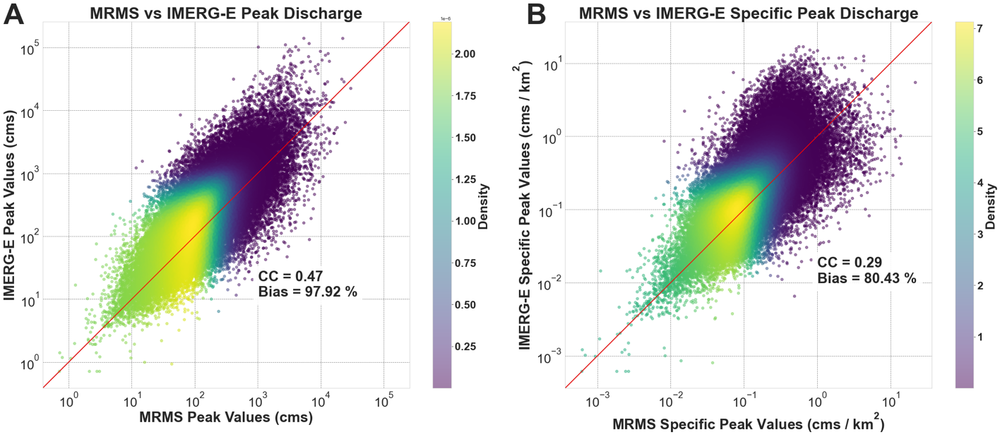 A
MRMS vs IMERG-E Peak Discharge
1e−6
IMERG-E Peak Values (cms)
10^5
10^4
10^3
10^2
10^1
10^0
CC = 0.47
Bias = 97.92 %
10^0 10^1 10^2 10^3 10^4 10^5
MRMS Peak Values (cms)
2.00
1.75
1.50
1.25
1.00
0.75
0.50
0.25
Density
B
MRMS vs IMERG-E Specific Peak Discharge
IMERG-E Specific Peak Values (cms / km^2)
10^1
10^0
10^−1
10^−2
10^−3
CC = 0.29
Bias = 80.43 %
10^−3 10^−2 10^−1 10^0 10^1
MRMS Specific Peak Values (cms / km^2)
7
6
5
4
3
2
1
Density